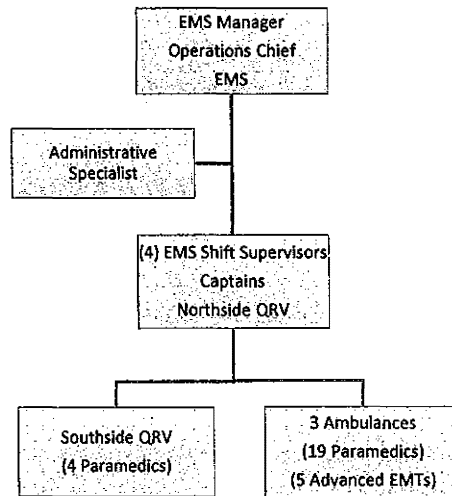 EMS Manager
Operations Chief
EMS
Administrative
Specialist
(4) EMS Shift Supervisors
Captains
Northside QRV
Southside QRV
(4 Paramedics)
3 Ambulances
(19 Paramedics)
(5 Advanced EMTs)